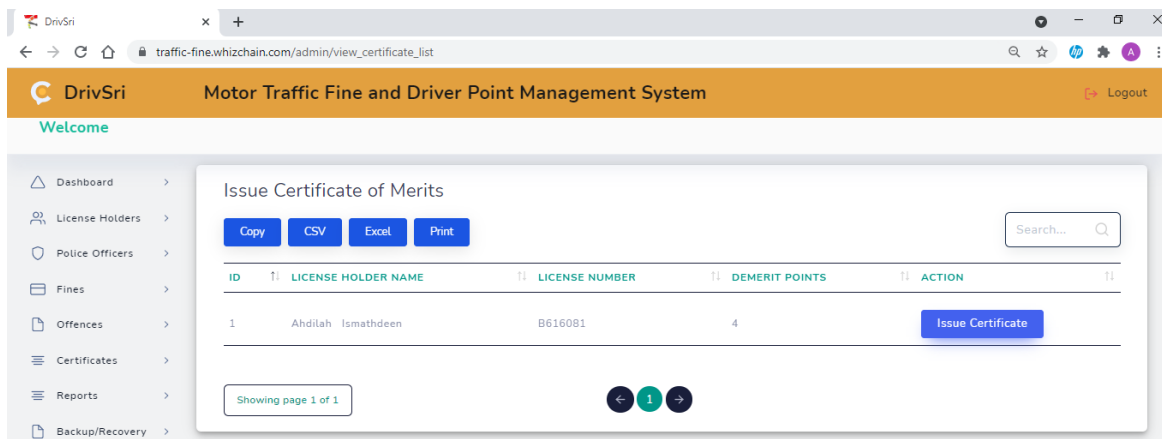 DrivSri
traffic-fine.whizchain.com/admin/view_certificate_list
A
DrivSri
Motor Traffic Fine and Driver Point Management System
Logout
Welcome
Dashboard
License Holders
Police Officers
Fines
Offences
Certificates
Reports
Backup/Recovery
Issue Certificate of Merits
Copy CSV Excel Print
Search...
ID LICENSE HOLDER NAME LICENSE NUMBER DEMERIT POINTS ACTION
1 Ahdilah Ismathdeen B616081 4 Issue Certificate
Showing page 1 of 1
1